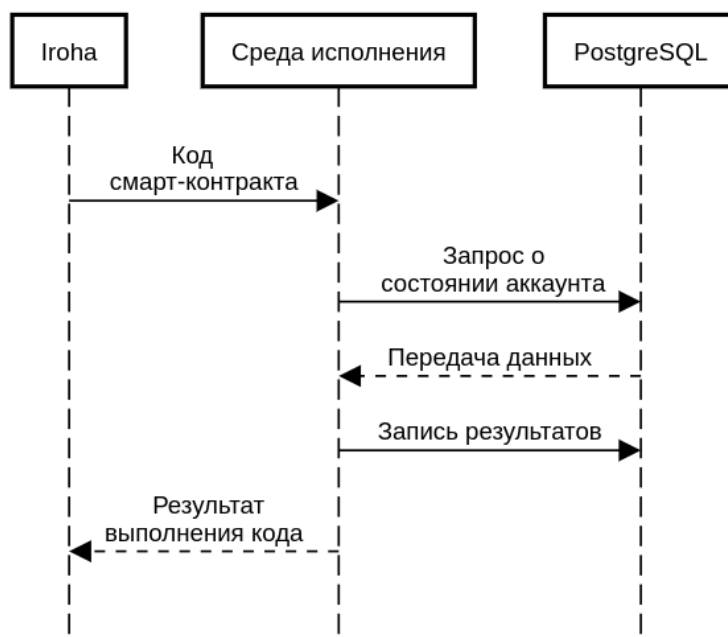 Iroha
Среда исполнения
PostgreSQL
Код
смарт-контракта
Запрос о
состоянии аккаунта
Передача данных
Запись результатов
Результат
выполнения кода